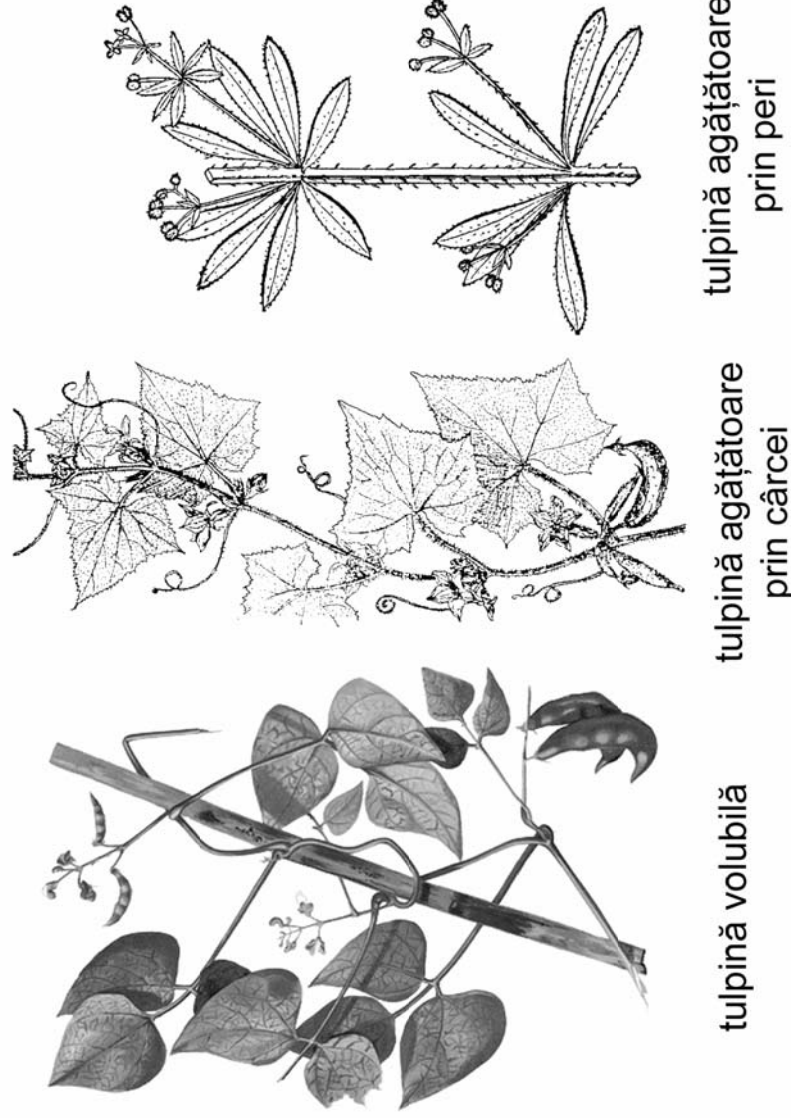 tulpină volubilă
tulpină agățătoare
prin cârcei
tulpină agățătoare
prin peri